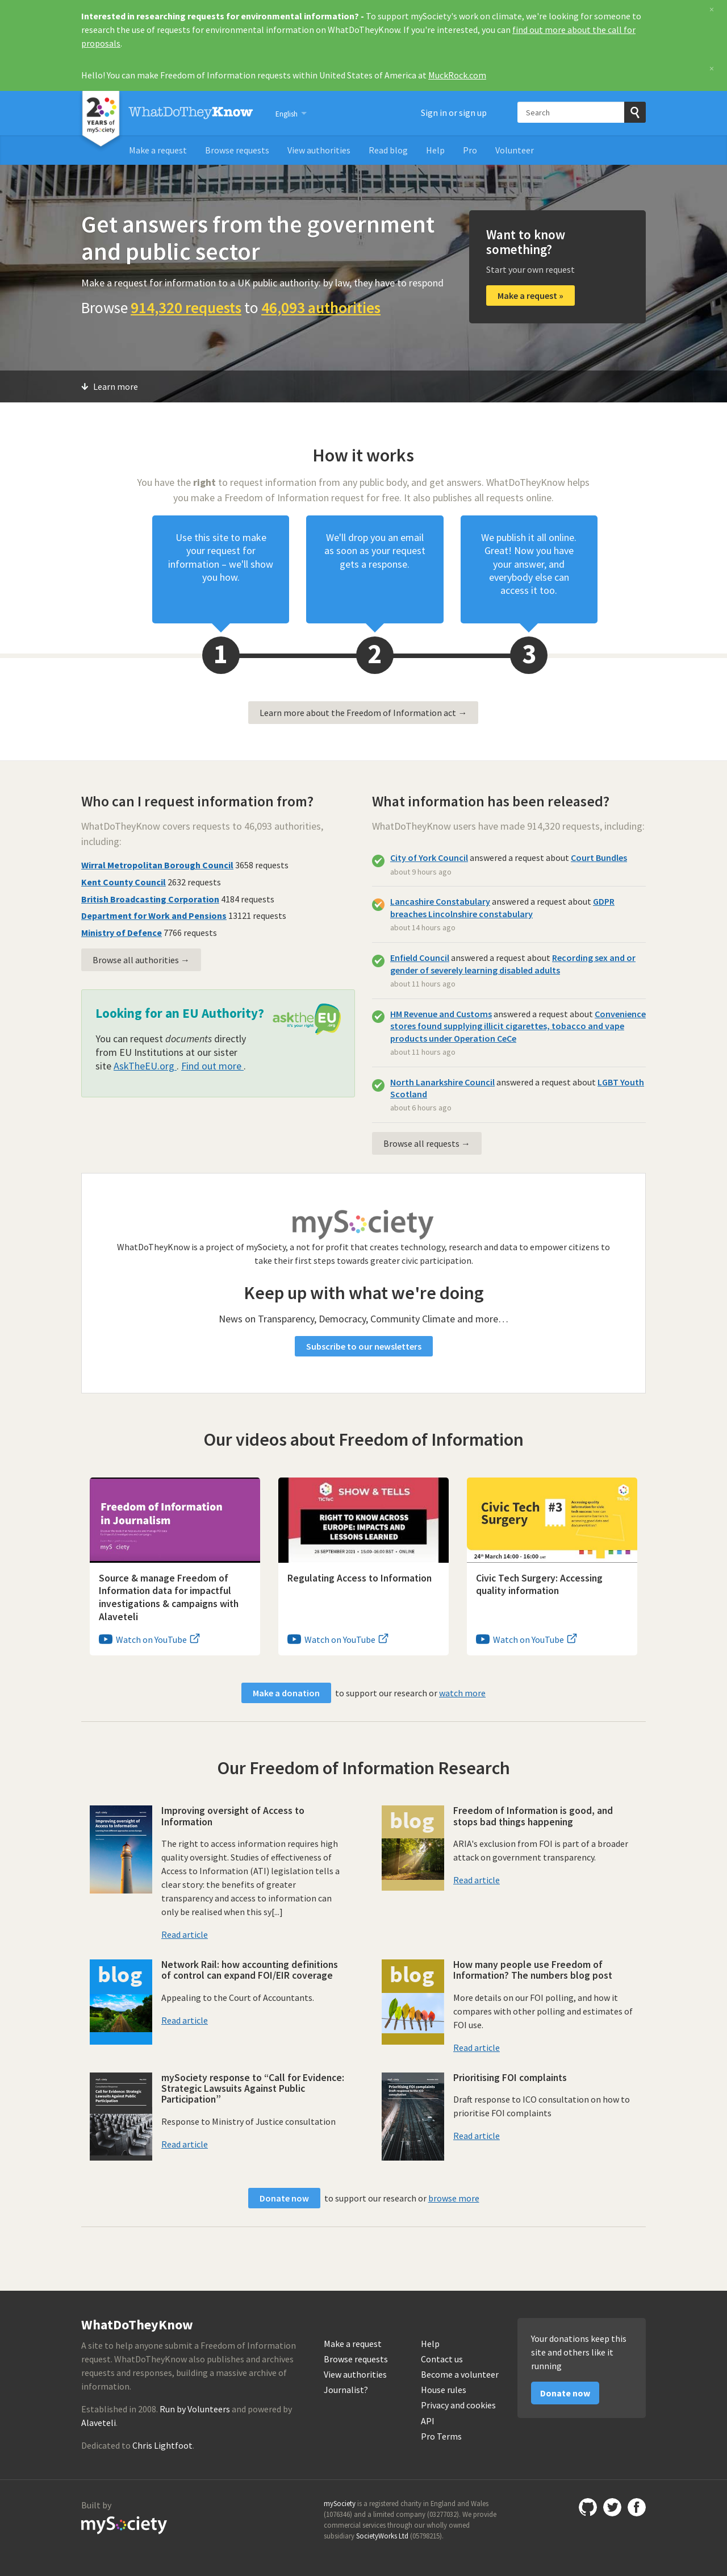 Interested in researching requests for environmental information? - To support mySociety's work on climate, we're looking for someone to
research the use of requests for environmental information on WhatDoTheyKnow. If you're interested, you can find out more about the call for
proposals.
×
Hello! You can make Freedom of Information requests within United States of America at MuckRock.com
×
20
YEARS of
mySociety
WhatDoTheyKnow
English
Sign in or sign up
Search
Make a request
Browse requests
View authorities
Read blog
Help
Pro
Volunteer
Get answers from the government
and public sector
Make a request for information to a UK public authority: by law, they have to respond
Browse 914,320 requests to 46,093 authorities
Want to know
something?
Start your own request
Make a request »
Learn more
How it works
You have the right to request information from any public body, and get answers. WhatDoTheyKnow helps
you make a Freedom of Information request for free. It also publishes all requests online.
Use this site to make
your request for
information – we'll show
you how.
We'll drop you an email
as soon as your request
gets a response.
We publish it all online.
Great! Now you have
your answer, and
everybody else can
access it too.
1
2
3
Learn more about the Freedom of Information act →
Who can I request information from?
WhatDoTheyKnow covers requests to 46,093 authorities,
including:
Wirral Metropolitan Borough Council 3658 requests
Kent County Council 2632 requests
British Broadcasting Corporation 4184 requests
Department for Work and Pensions 13121 requests
Ministry of Defence 7766 requests
Browse all authorities →
Looking for an EU Authority?
asktheEU.org
it's your right
You can request documents directly
from EU Institutions at our sister
site AskTheEU.org . Find out more .
What information has been released?
WhatDoTheyKnow users have made 914,320 requests, including:
City of York Council answered a request about Court Bundles
about 9 hours ago
Lancashire Constabulary answered a request about GDPR
breaches Lincolnshire constabulary
about 14 hours ago
Enfield Council answered a request about Recording sex and or
gender of severely learning disabled adults
about 11 hours ago
HM Revenue and Customs answered a request about Convenience
stores found supplying illicit cigarettes, tobacco and vape
products under Operation CeCe
about 11 hours ago
North Lanarkshire Council answered a request about LGBT Youth
Scotland
about 6 hours ago
Browse all requests →
mySociety
WhatDoTheyKnow is a project of mySociety, a not for profit that creates technology, research and data to empower citizens to
take their first steps towards greater civic participation.
Keep up with what we're doing
News on Transparency, Democracy, Community Climate and more…
Subscribe to our newsletters
Our videos about Freedom of Information
Freedom of Information
in Journalism
mySociety
Source & manage Freedom of
Information data for impactful
investigations & campaigns with
Alaveteli
Watch on YouTube
TICTeC
SHOW & TELLS
RIGHT TO KNOW ACROSS
EUROPE: IMPACTS AND
LESSONS LEARNED
28 SEPTEMBER 2021 • 15:00-16:00 BST • ONLINE
Regulating Access to Information
Watch on YouTube
Civic Tech
Surgery
#3
24th March 14:00 - 16:00 GMT
Civic Tech Surgery: Accessing
quality information
Watch on YouTube
Make a donation to support our research or watch more
Our Freedom of Information Research
Improving oversight of
Access to Information
Improving oversight of Access to
Information
The right to access information requires high
quality oversight. Studies of effectiveness of
Access to Information (ATI) legislation tells a
clear story: the benefits of greater
transparency and access to information can
only be realised when this sy[...]
Read article
blog
Freedom of Information is good, and
stops bad things happening
ARIA's exclusion from FOI is part of a broader
attack on government transparency.
Read article
blog
Network Rail: how accounting definitions
of control can expand FOI/EIR coverage
Appealing to the Court of Accountants.
Read article
blog
How many people use Freedom of
Information? The numbers blog post
More details on our FOI polling, and how it
compares with other polling and estimates of
FOI use.
Read article
Call for Evidence: Strategic
Lawsuits Against Public
Participation
mySociety response to “Call for Evidence:
Strategic Lawsuits Against Public
Participation”
Response to Ministry of Justice consultation
Read article
Prioritising FOI complaints
Prioritising FOI complaints
Draft response to ICO consultation on how to
prioritise FOI complaints
Read article
Donate now to support our research or browse more
WhatDoTheyKnow
A site to help anyone submit a Freedom of Information
request. WhatDoTheyKnow also publishes and archives
requests and responses, building a massive archive of
information.
Established in 2008. Run by Volunteers and powered by
Alaveteli.
Dedicated to Chris Lightfoot.
Make a request
Browse requests
View authorities
Journalist?
Help
Contact us
Become a volunteer
House rules
Privacy and cookies
API
Pro Terms
Your donations keep this
site and others like it
running
Donate now
Built by
mySociety
mySociety is a registered charity in England and Wales
(1076346) and a limited company (03277032). We provide
commercial services through our wholly owned
subsidiary SocietyWorks Ltd (05798215).